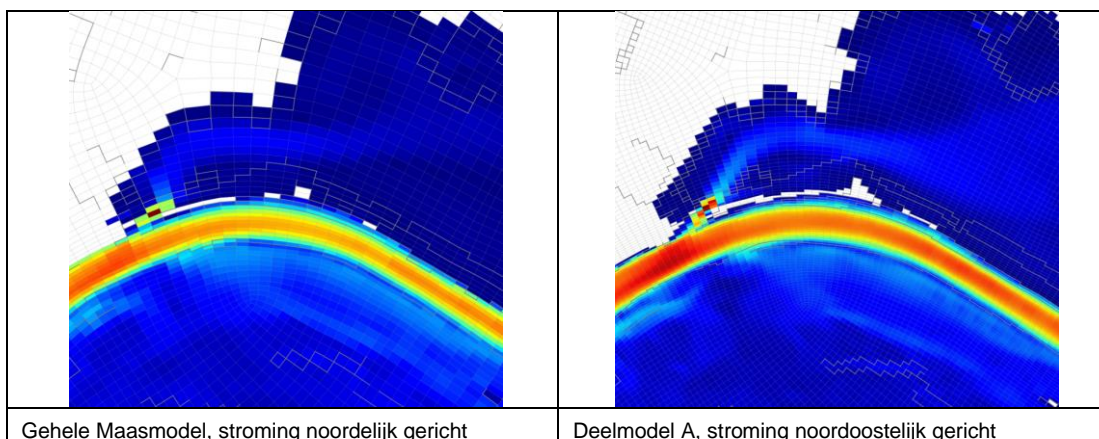 Gehele Maasmodel, stroming noordelijk gericht
Deelmodel A, stroming noordoostelijk gericht